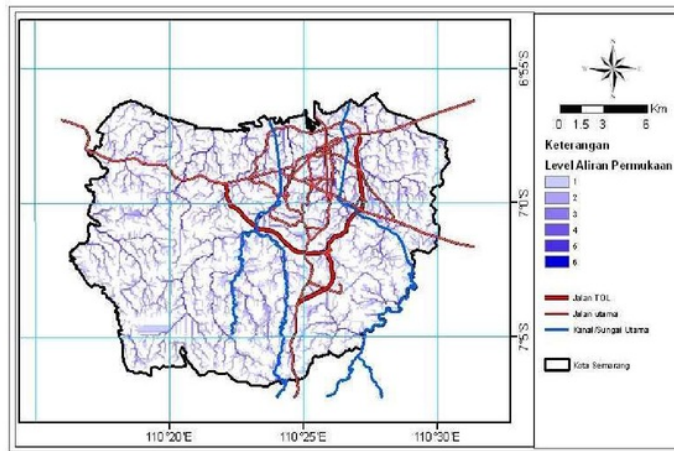 6°55'S
7°0'S
7°5'S
110°20'E
110°25'E
110°30'E
N
0 1.5 3 6
Km
Keterangan
Level Aliran Permukaan
1
2
3
4
5
6
Jalan TOL
Jalan utama
Kanal/Sungai Utama
Kota Semarang